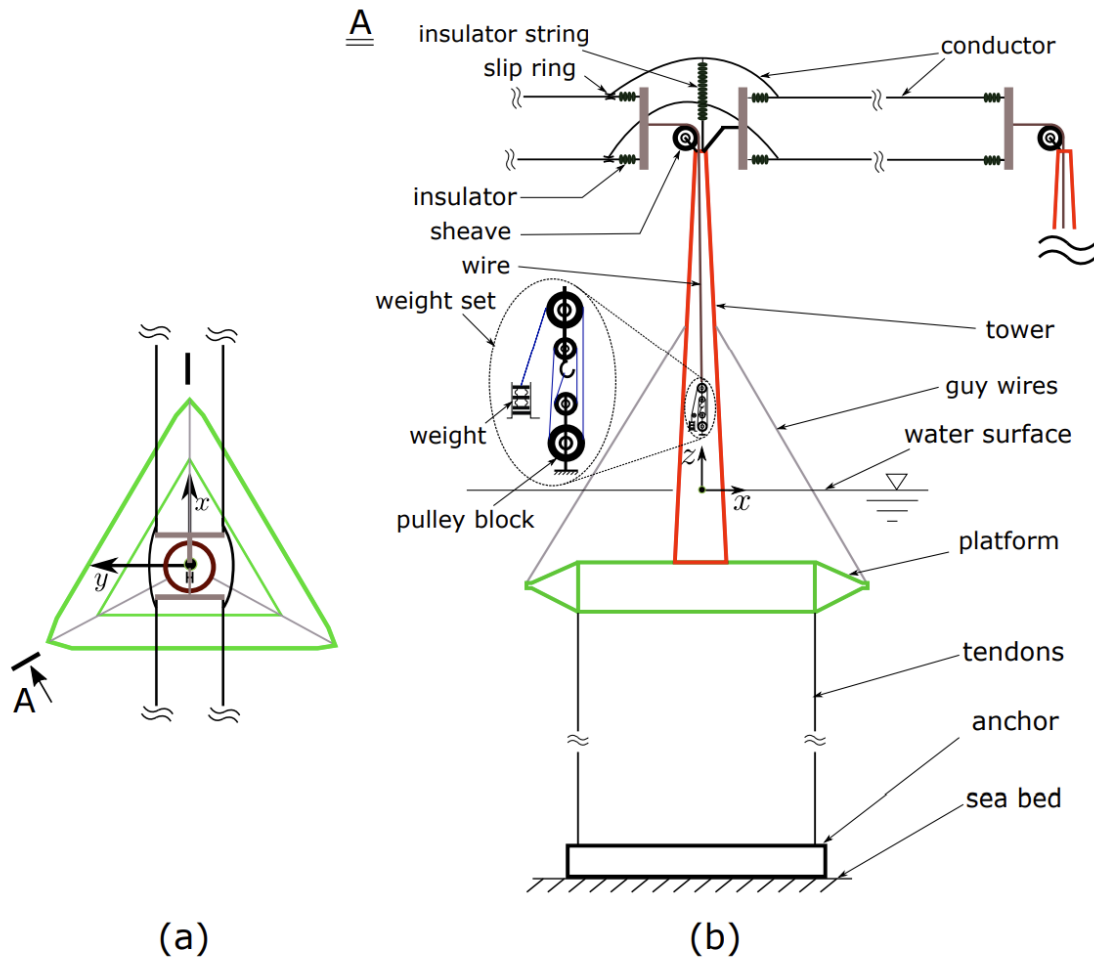 A
insulator string
slip ring
conductor
insulator
sheave
wire
weight set
tower
guy wires
weight
water surface
z
x
pulley block
x
y
platform
A
tendons
anchor
sea bed
(a)
(b)